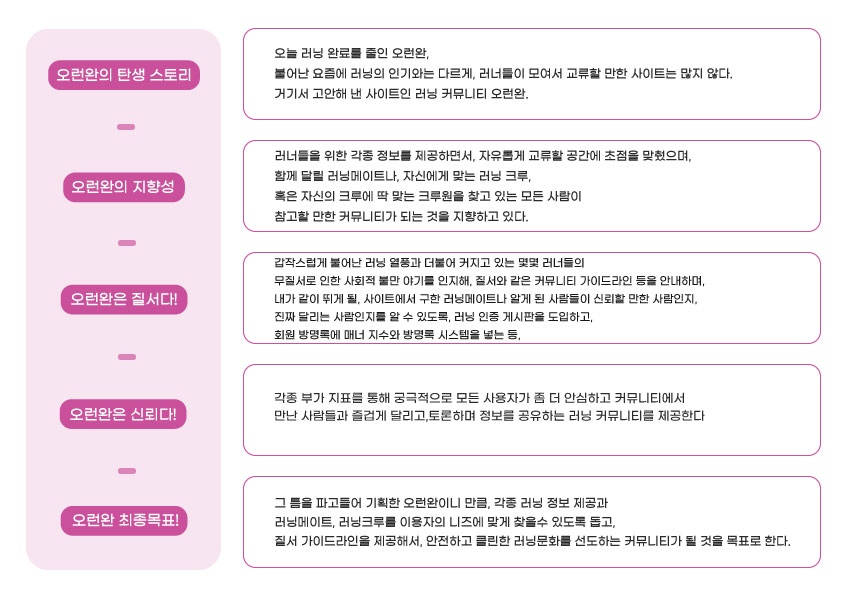 오런완의 탄생 스토리
오늘 러닝 완료를 줄인 오런완,
불어난 요즘에 러닝의 인기와는 다르게, 러너들이 모여서 교류할 만한 사이트는 많지 않다.
거기서 고안해 낸 사이트인 러닝 커뮤니티 오런완.
오런완의 지향성
러너들을 위한 각종 정보를 제공하면서, 자유롭게 교류할 공간에 초점을 맞췄으며,
함께 달릴 러닝메이트나, 자신에게 맞는 러닝 크루,
혹은 자신의 크루에 딱 맞는 크루원을 찾고 있는 모든 사람이
참고할 만한 커뮤니티가 되는 것을 지향하고 있다.
오런완은 질서다!
갑작스럽게 불어난 러닝 열풍과 더불어 커지고 있는 몇몇 러너들의
무질서로 인한 사회적 불만 야기를 인지해, 질서와 같은 커뮤니티 가이드라인 등을 안내하며,
내가 같이 뛰게 될, 사이트에서 구한 러닝메이트나 알게 된 사람들이 신뢰할 만한 사람인지,
진짜 달리는 사람인지를 알 수 있도록, 러닝 인증 게시판을 도입하고,
회원 방명록에 매너 지수와 방명록 시스템을 넣는 등,
오런완은 신뢰다!
각종 부가 지표를 통해 궁극적으로 모든 사용자가 좀 더 안심하고 커뮤니티에서
만난 사람들과 즐겁게 달리고,토론하며 정보를 공유하는 러닝 커뮤니티를 제공한다
오런완 최종목표!
그 틈을 파고들어 기획한 오런완이니 만큼, 각종 러닝 정보 제공과
러닝메이트, 러닝크루를 이용자의 니즈에 맞게 찾을수 있도록 돕고,
질서 가이드라인을 제공해서, 안전하고 클린한 러닝문화를 선도하는 커뮤니티가 될 것을 목표로 한다.